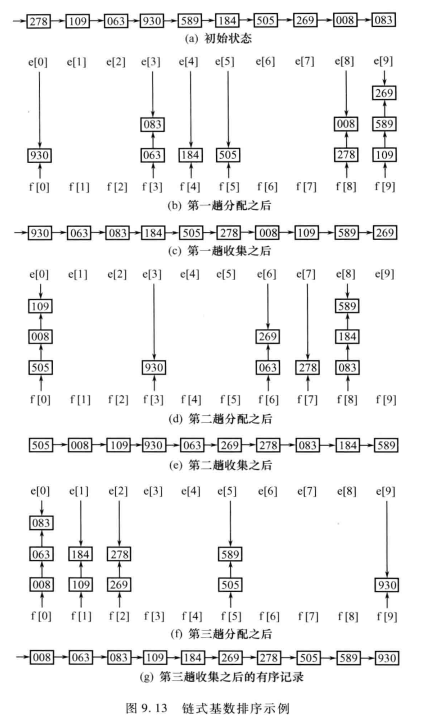 278 109 063 930 589 184 505 269 008 083
(a) 初始状态
e[0] e[1] e[2] e[3] e[4] e[5] e[6] e[7] e[8] e[9]
269
083 008 589
930 063 184 505 278 109
f[0] f[1] f[2] f[3] f[4] f[5] f[6] f[7] f[8] f[9]
(b) 第一趟分配之后
930 063 083 184 505 278 008 109 589 269
(c) 第一趟收集之后
e[0] e[1] e[2] e[3] e[4] e[5] e[6] e[7] e[8] e[9]
109 589
008 269 184
505 930 063 278 083
f[0] f[1] f[2] f[3] f[4] f[5] f[6] f[7] f[8] f[9]
(d) 第二趟分配之后
505 008 109 930 063 269 278 083 184 589
(e) 第二趟收集之后
e[0] e[1] e[2] e[3] e[4] e[5] e[6] e[7] e[8] e[9]
083
063 184 278 589
008 109 269 505 930
f[0] f[1] f[2] f[3] f[4] f[5] f[6] f[7] f[8] f[9]
(f) 第三趟分配之后
008 063 083 109 184 269 278 505 589 930
(g) 第三趟收集之后的有序记录
图 9.13 链式基数排序示例